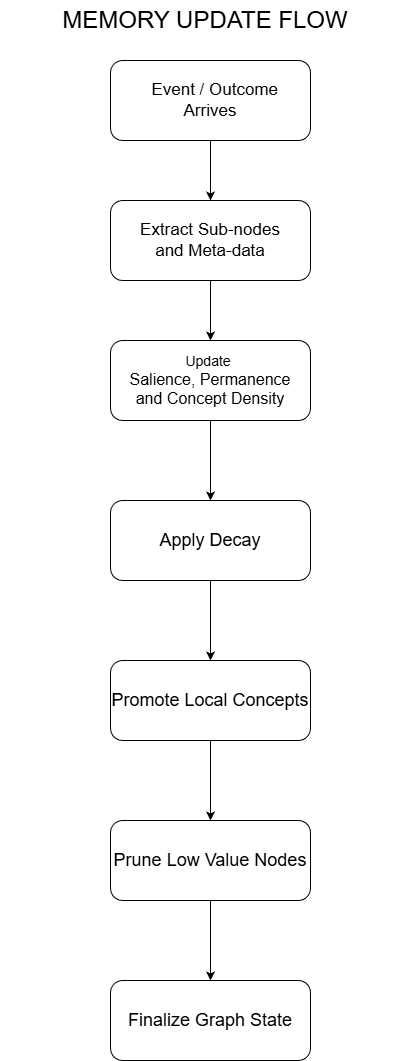 MEMORY UPDATE FLOW
Event / Outcome
Arrives
Extract Sub-nodes
and Meta-data
Update
Salience, Permanence
and Concept Density
Apply Decay
Promote Local Concepts
Prune Low Value Nodes
Finalize Graph State